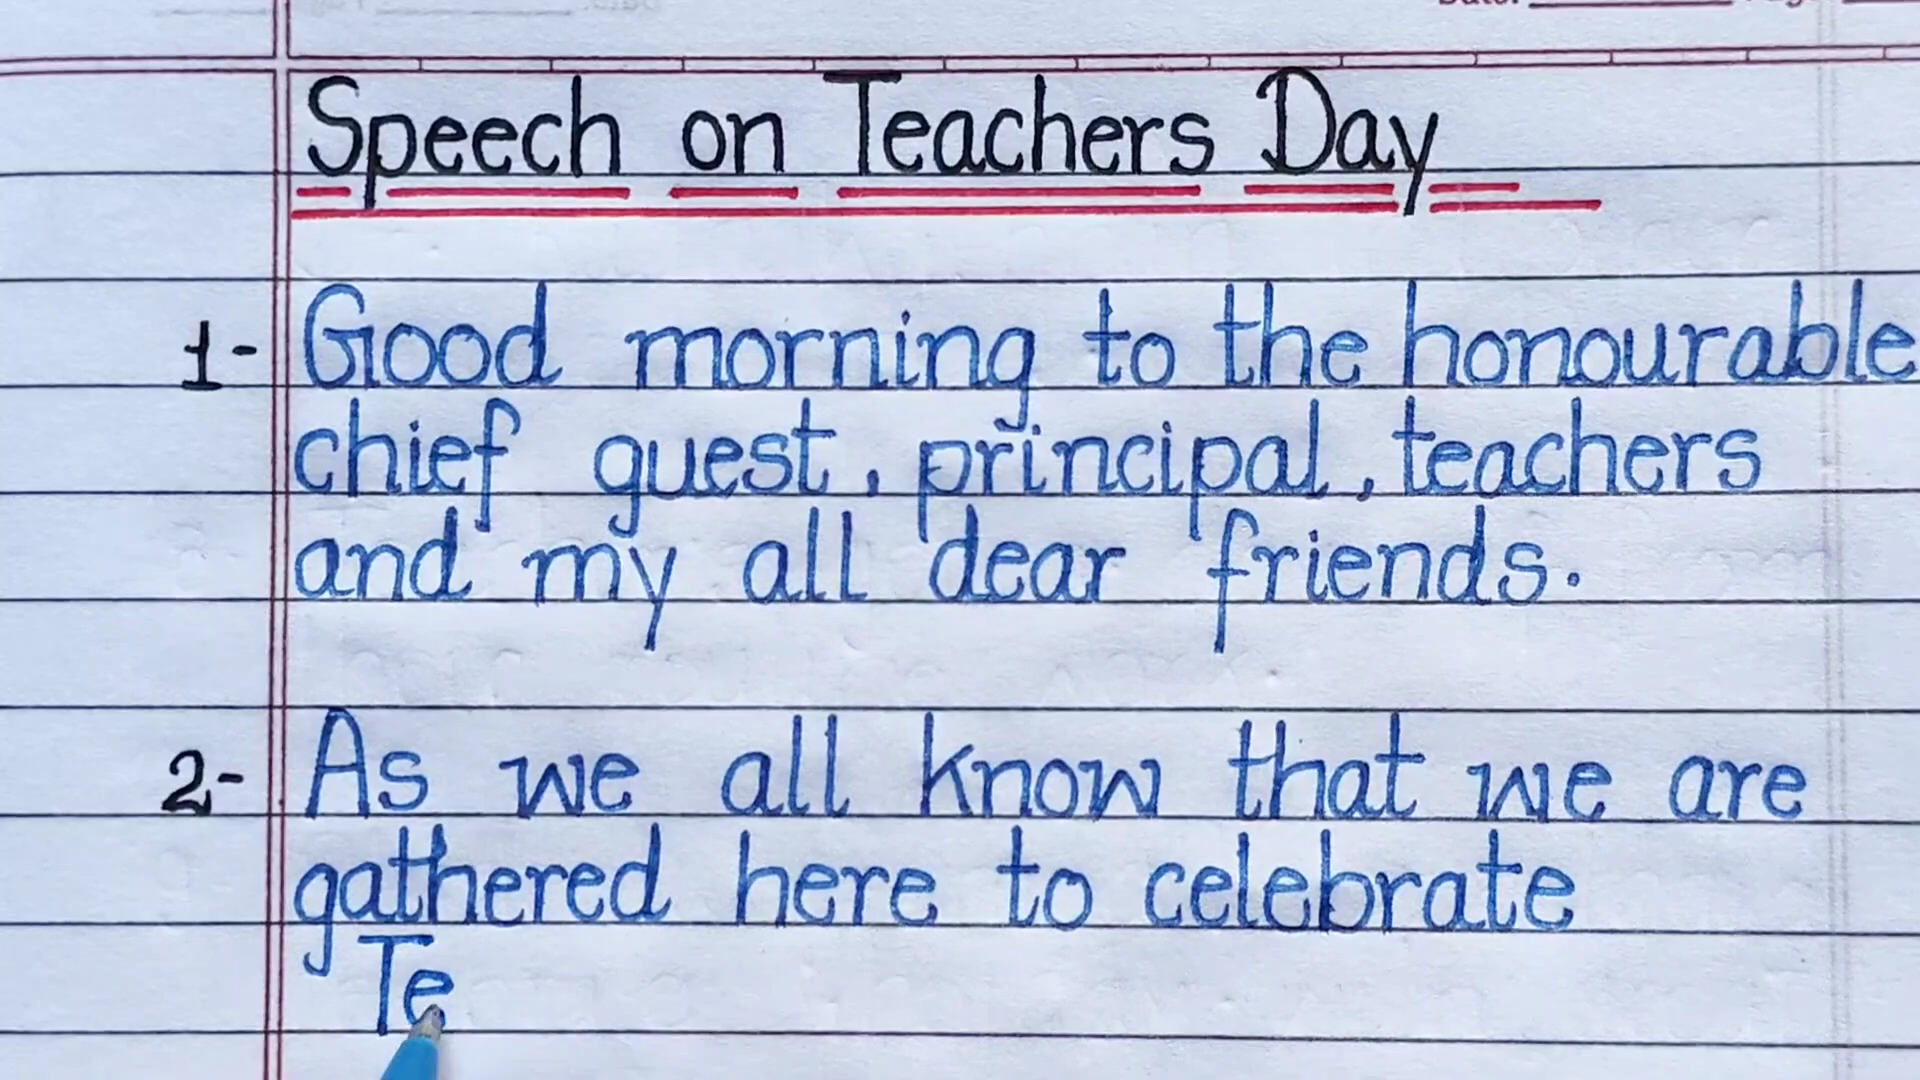 Speech on Teachers Day
1- Good morning to the honourable
chief guest, principal, teachers
and my all dear friends.
2- As we all know that we are
gathered here to celebrate
Te